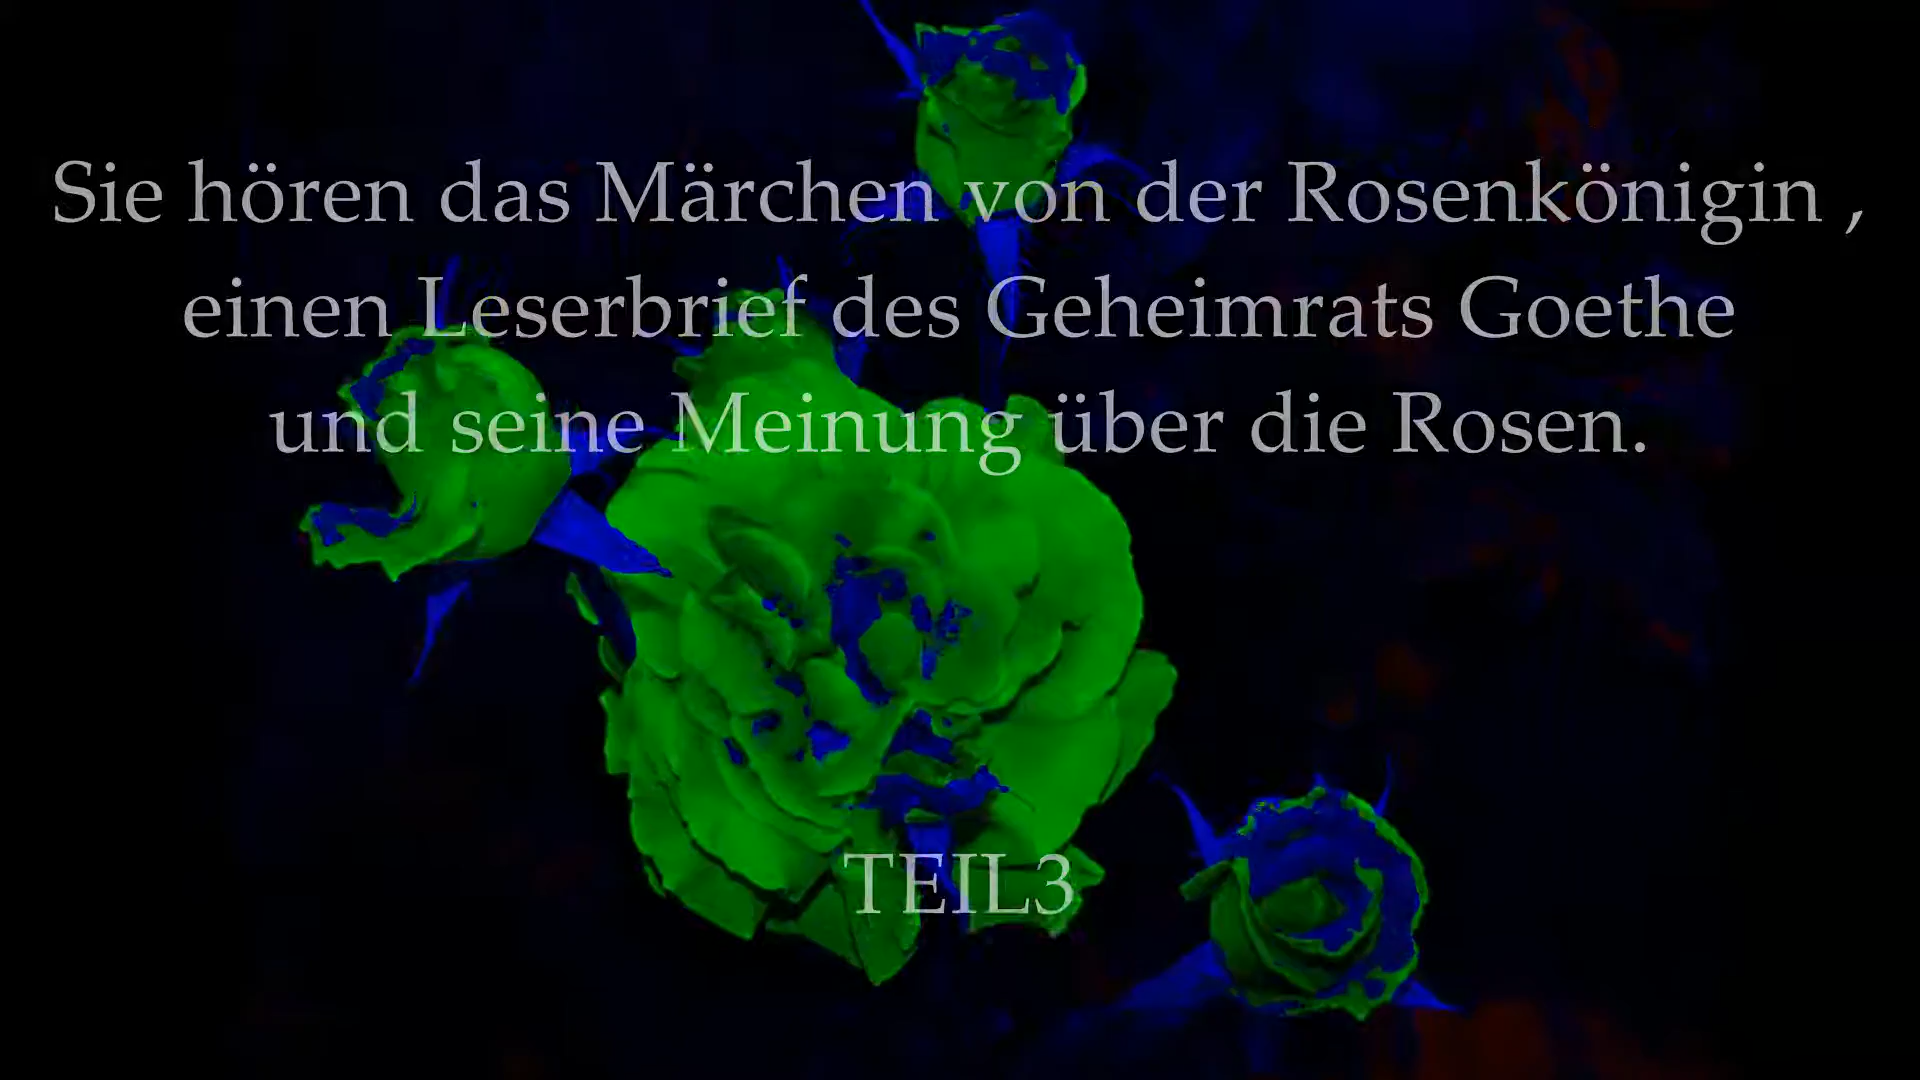 Sie hören das Märchen von der Rosenkönigin ,
einen Leserbrief des Geheimrats Goethe
und seine Meinung über die Rosen.
TEIL3